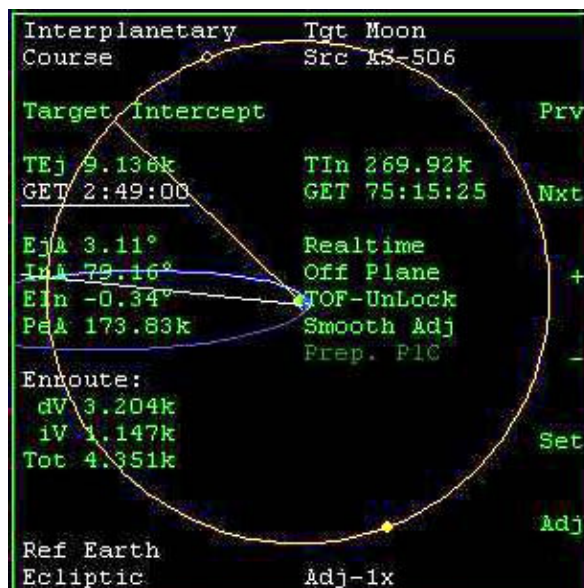 Interplanetary Tgt Moon
Course Src AS-506
Target Intercept Prv
TEj 9.136k TIn 269.92k
GET 2:49:00 GET 75:15:25 Nxt
EjA 3.11° Realtime
InA 79.16° Off Plane +
EIn -0.34° TOF-UnLock
PeA 173.83k Smooth Adj
Prep. PlC -
Enroute:
dV 3.204k
iV 1.147k Set
Tot 4.351k
Adj
Ref Earth
Ecliptic Adj-1x